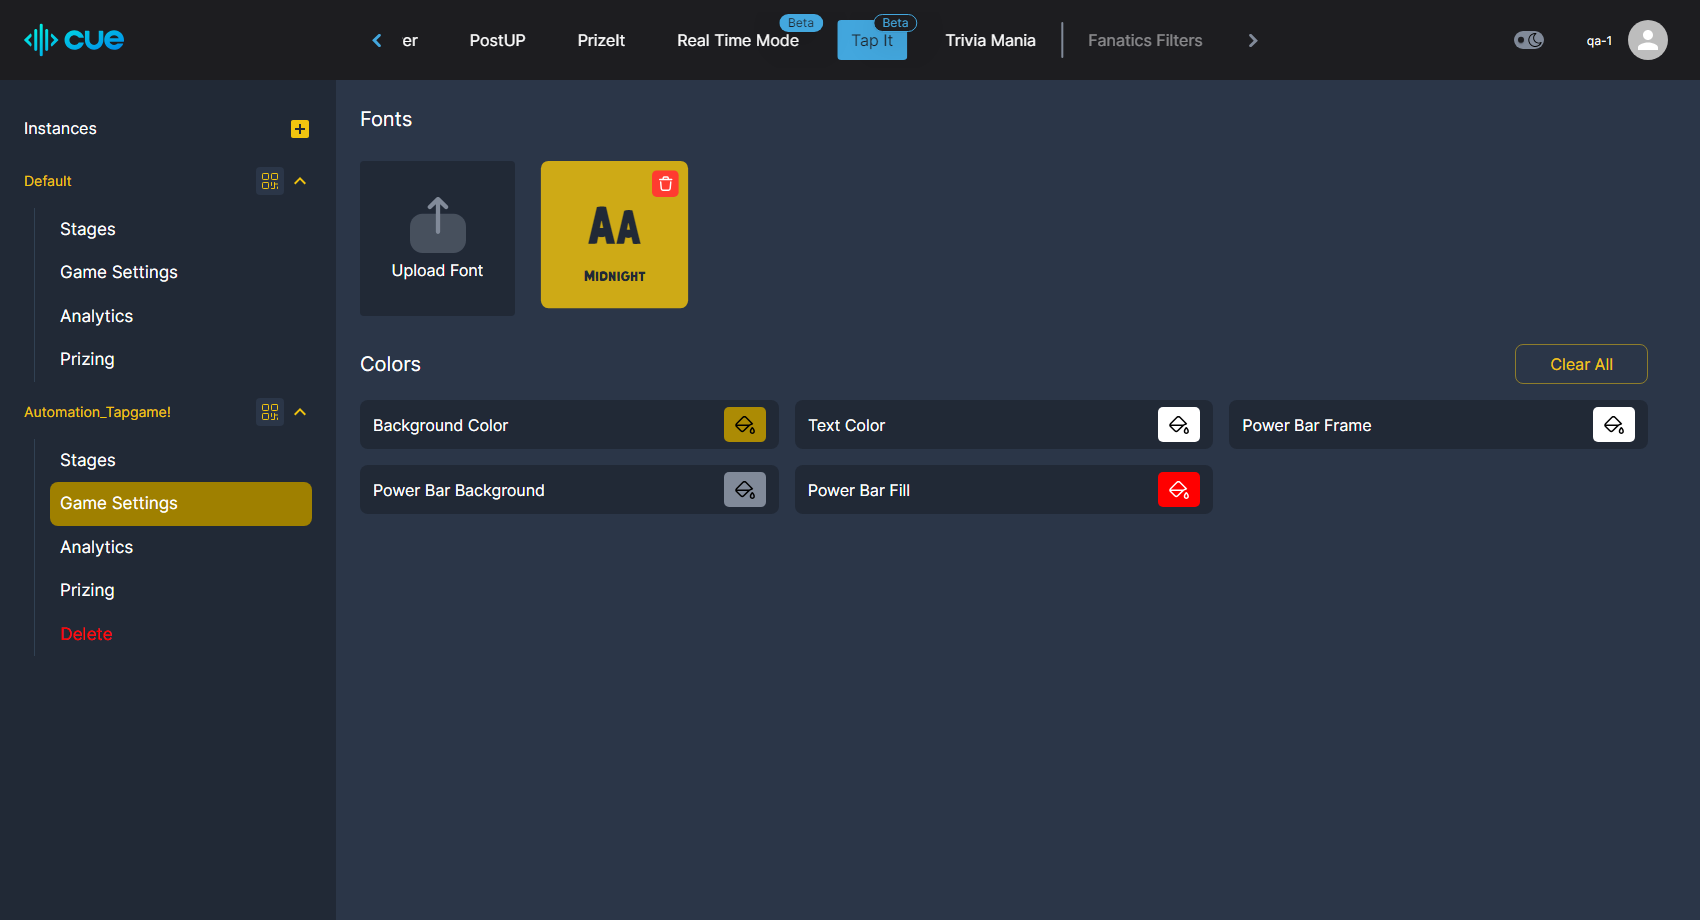 cue
er
PostUP
PrizeIt
Real Time Mode
Beta
Tap It
Beta
Trivia Mania
Fanatics Filters
qa-1
Instances
Default
Stages
Game Settings
Analytics
Prizing
Automation_Tapgame!
Stages
Game Settings
Analytics
Prizing
Delete
Fonts
Upload Font
AA
MIDNIGHT
Colors
Clear All
Background Color
Text Color
Power Bar Frame
Power Bar Background
Power Bar Fill